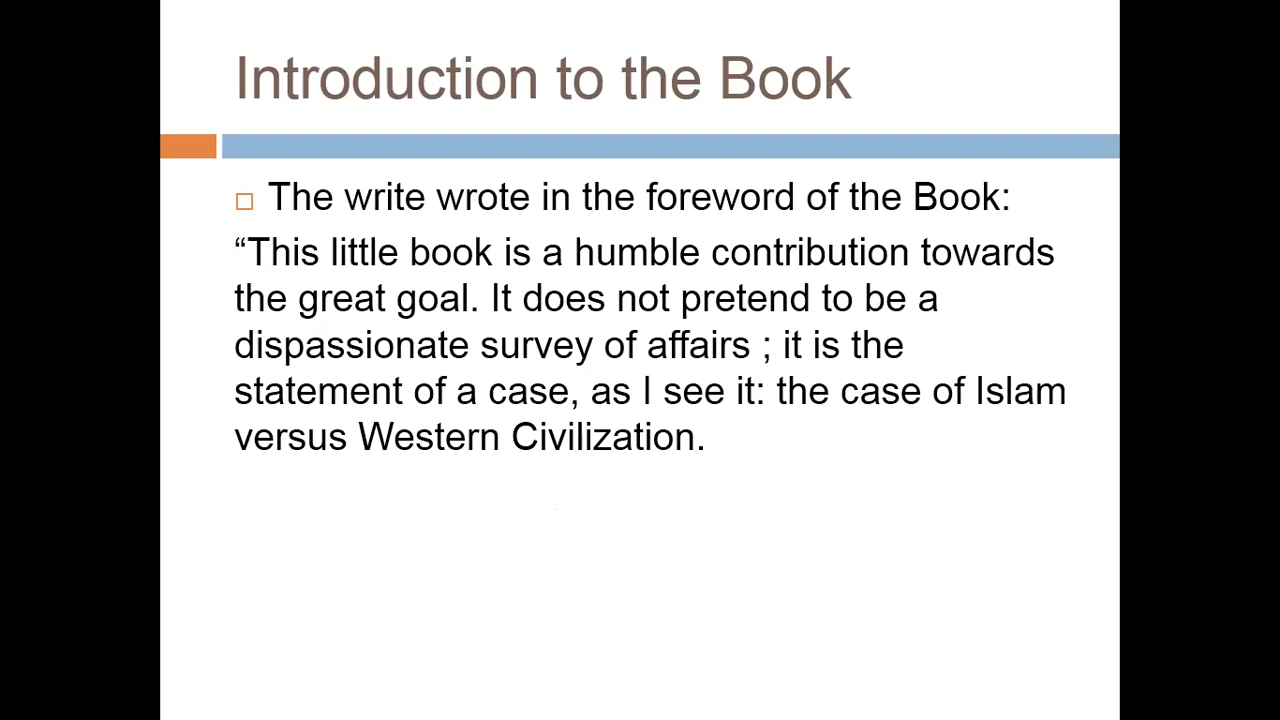 Introduction to the Book
The write wrote in the foreword of the Book:
“This little book is a humble contribution towards
the great goal. It does not pretend to be a
dispassionate survey of affairs ; it is the
statement of a case, as I see it: the case of Islam
versus Western Civilization.